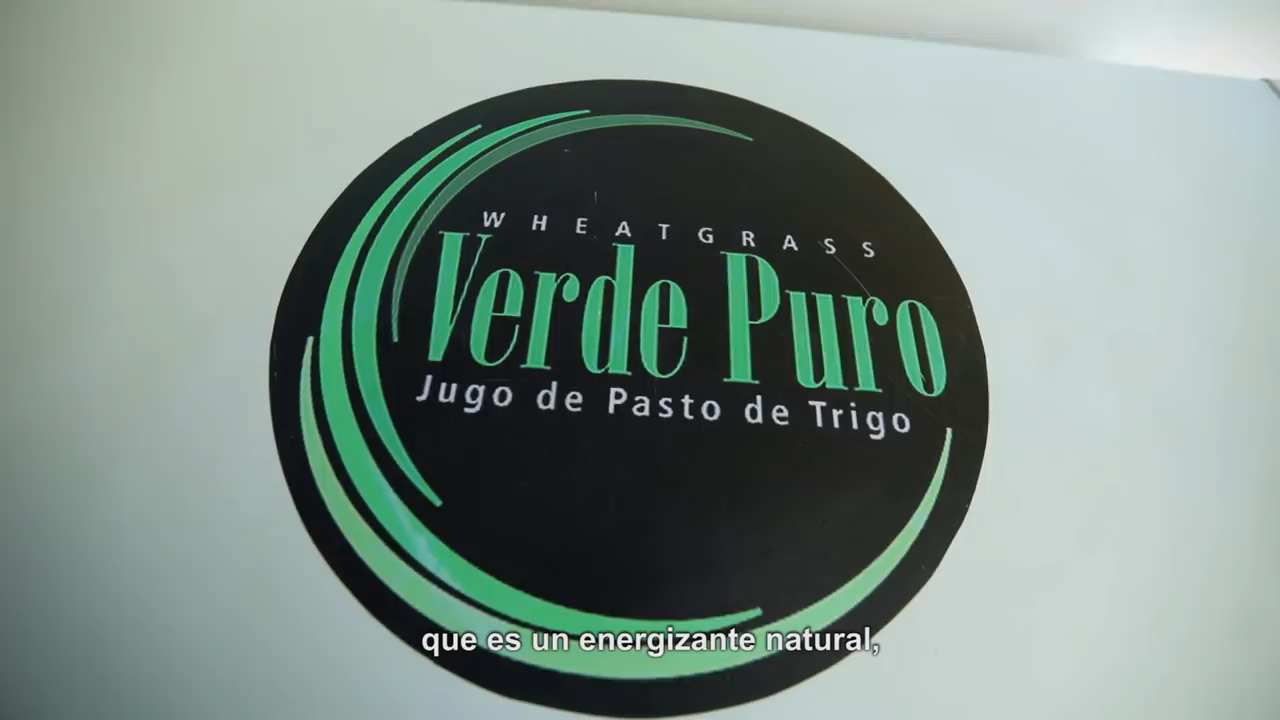 WHEATGRASS
Verde Puro
Jugo de Pasto de Trigo
que es un energizante natural,